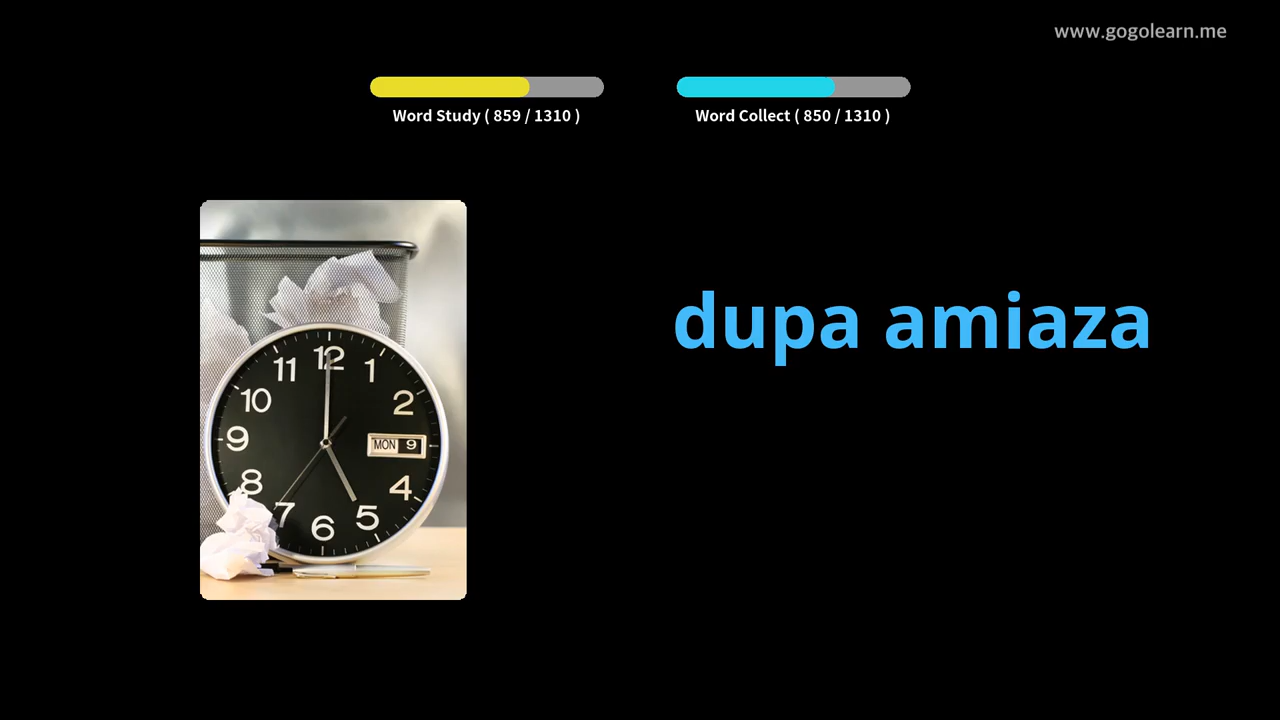 www.gogolearn.me
Word Study ( 859 / 1310 )
Word Collect ( 850 / 1310 )
dupa amiaza
12
11
1
10
2
9
MON 9
8
4
7
5
6